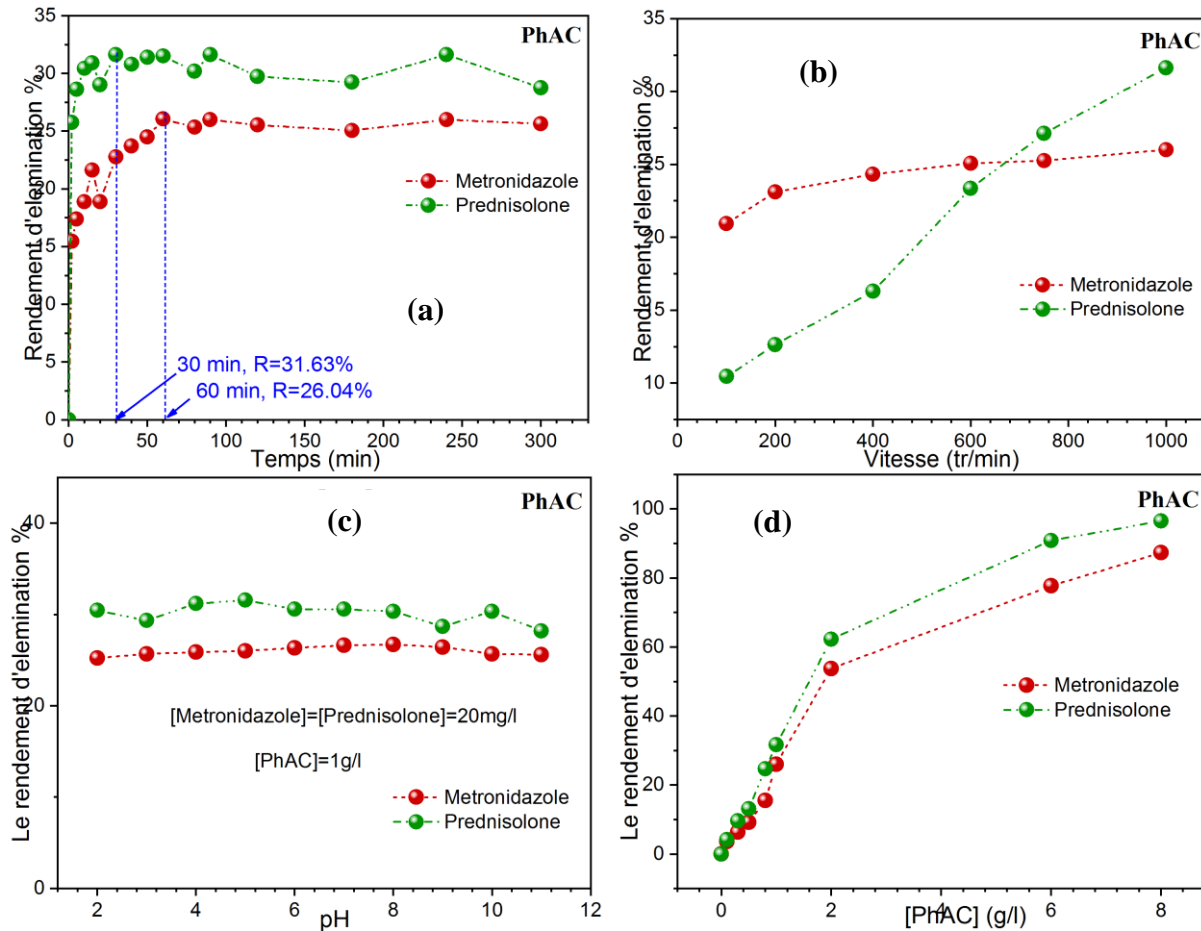 35
30
25
20
15
10
5
0
Rendement d'elemination %
PhAC
Metronidazole
Prednisolone
(a)
30 min, R=31.63%
60 min, R=26.04%
0 50 100 150 200 250 300
Temps (min)
35
30
25
21
15
10
Rendement d'elemination %
PhAC
(b)
Metronidazole
Prednisolone
0 200 400 600 800 1000
Vitesse (tr/min)
40
20
0
Le rendement d'elemination %
PhAC
(c)
[Metronidazole]=[Prednisolone]=20mg/l
[PhAC]=1g/l
Metronidazole
Prednisolone
2 4 6 8 10 12
pH
100
80
60
40
20
0
Le rendement d'elemination %
PhAC
(d)
Metronidazole
Prednisolone
0 2 4 6 8
[PhAC] (g/l)